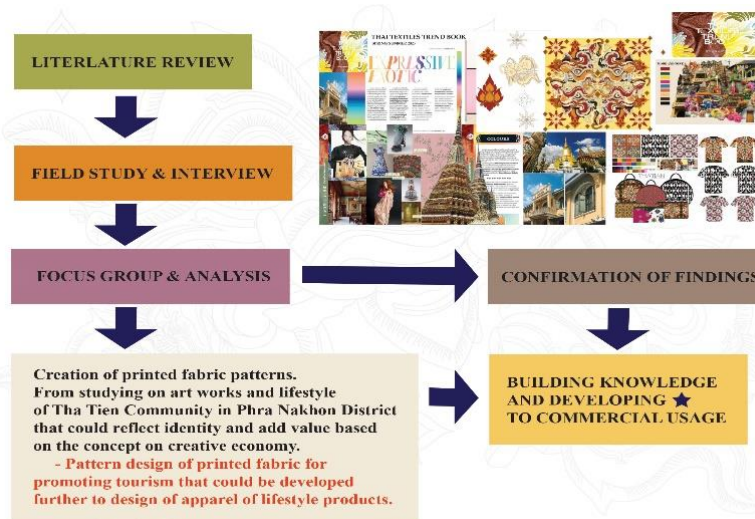 LITERLATURE REVIEW
THAI TEXTILES TREND BOOK
EXPRESSIVE
EXOTIC
COLOURS
FIELD STUDY & INTERVIEW
FOCUS GROUP & ANALYSIS
CONFIRMATION OF FINDINGS
Creation of printed fabric patterns.
From studying on art works and lifestyle
of Tha Tien Community in Phra Nakhon District
that could reflect identity and add value based
on the concept on creative economy.
- Pattern design of printed fabric for
promoting tourism that could be developed
further to design of apparel of lifestyle products.
BUILDING KNOWLEDGE
AND DEVELOPING ★
TO COMMERCIAL USAGE